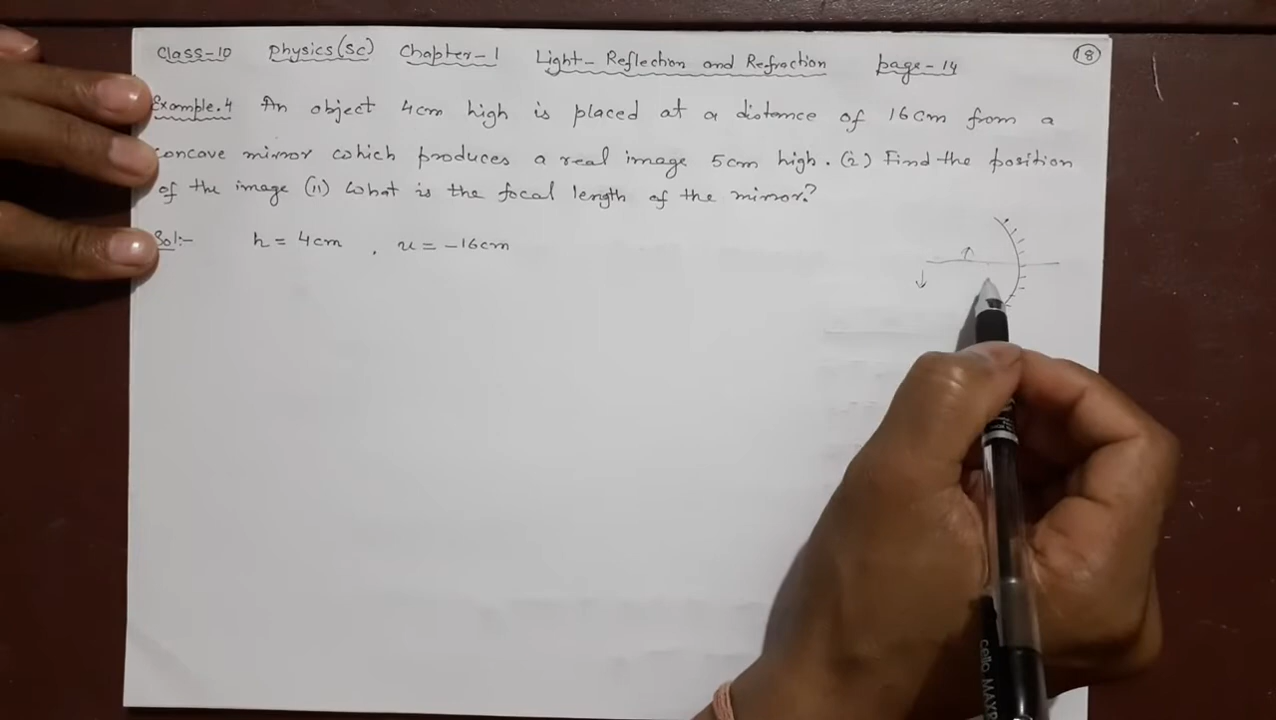 Class-10 Physics(SC) Chapter-1 Light-Reflection and Refraction page-14 18
Example.4 An object 4cm high is placed at a distance of 16cm from a
concave mirror which produces a real image 5cm high. (i) Find the position
of the image (ii) What is the focal length of the mirror?
Sol:- h = 4cm , u = -16cm
cello MAXR